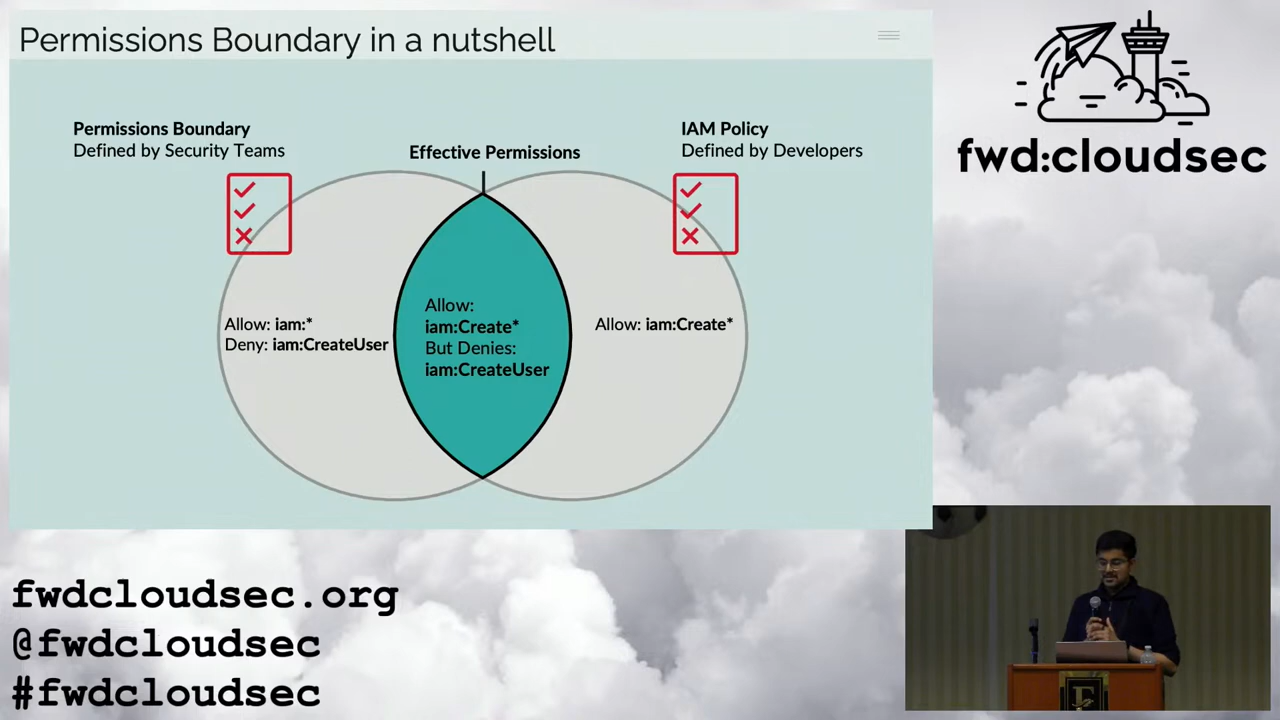 Permissions Boundary in a nutshell
Permissions Boundary
Defined by Security Teams
Effective Permissions
IAM Policy
Defined by Developers
Allow: iam:*
Deny: iam:CreateUser
Allow:
iam:Create*
But Denies:
iam:CreateUser
Allow: iam:Create*
fwd:cloudsec
fwdcloudsec.org
@fwdcloudsec
#fwdcloudsec